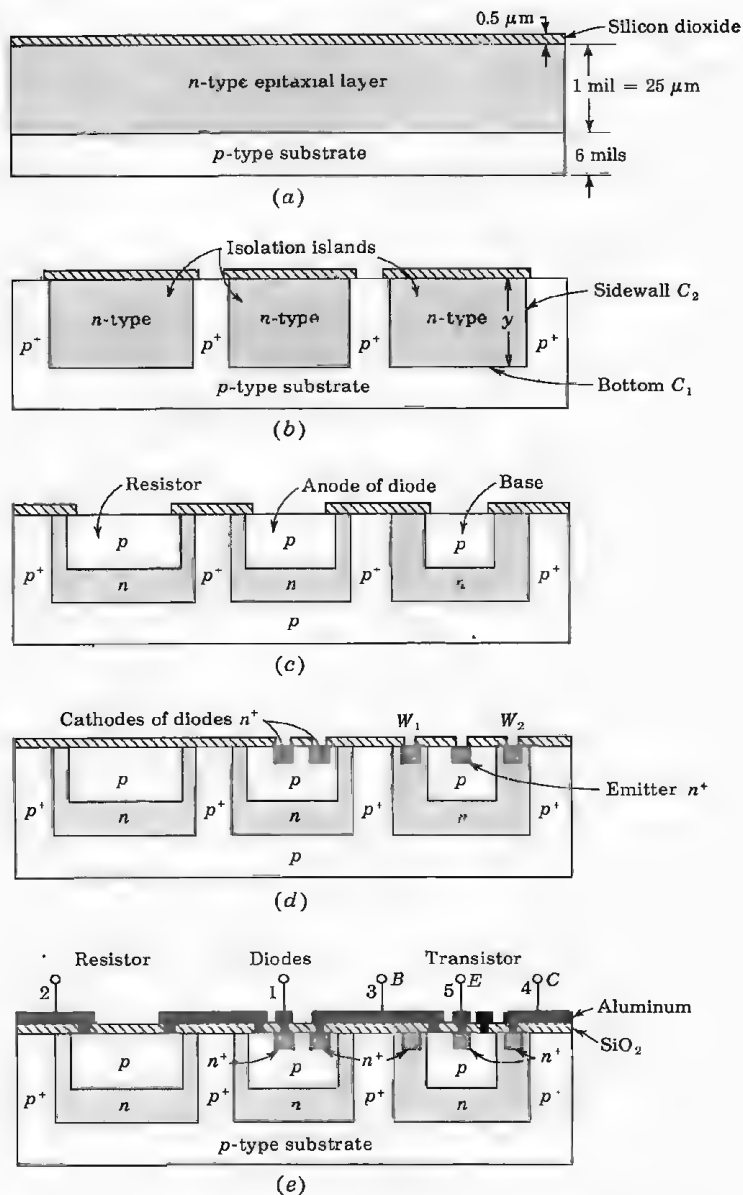 0.5 μm
Silicon dioxide
n-type epitaxial layer
1 mil = 25 μm
p-type substrate
6 mils
(a)
Isolation islands
Sidewall C₂
n-type
n-type
n-type
y
p⁺
p⁺
p⁺
p⁺
p-type substrate
Bottom C₁
(b)
Resistor
Anode of diode
Base
p
p
p
p⁺
n
p⁺
n
p⁺
p⁺
p
(c)
Cathodes of diodes n⁺
W₁
W₂
p
p
p
Emitter n⁺
p⁺
n
p⁺
n
p⁺
p⁺
p
(d)
Resistor
Diodes
Transistor
2
1
3
B
5
E
4
C
Aluminum
SiO₂
n⁺
n⁺
n⁺
p
p
p
p⁺
n
p⁺
n
p⁺
n
p-type substrate
(e)